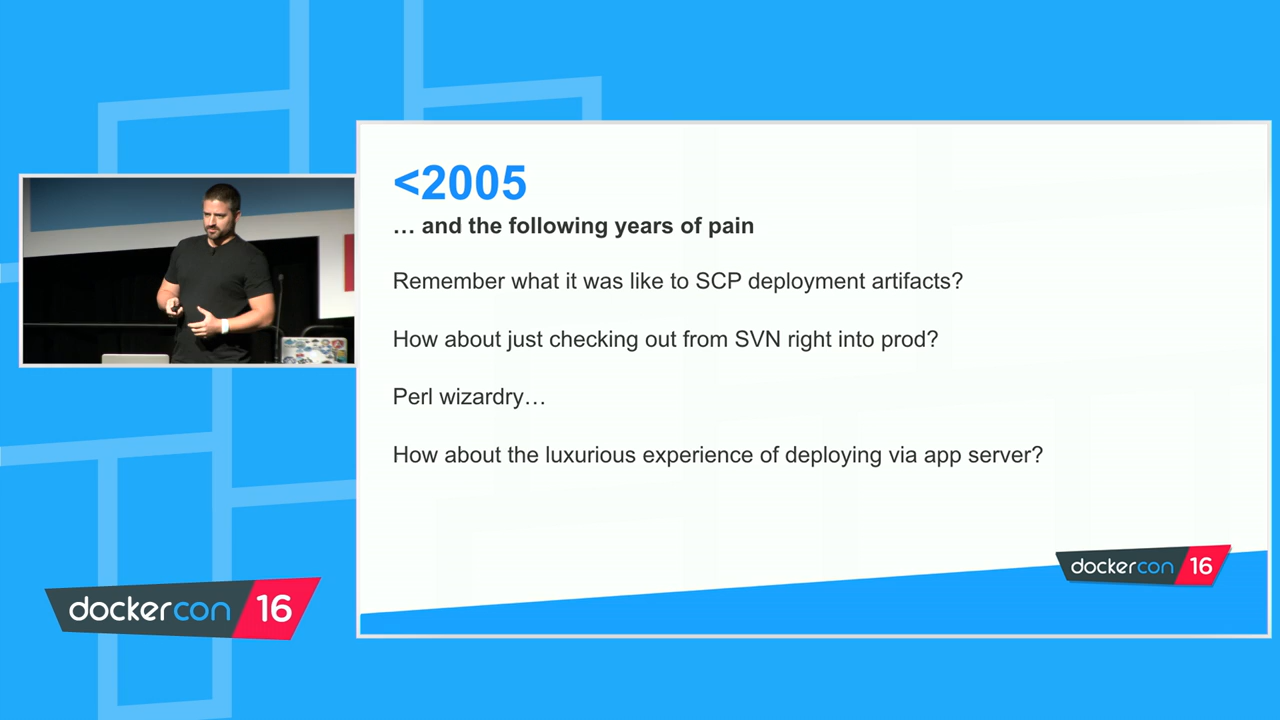 <2005
… and the following years of pain
Remember what it was like to SCP deployment artifacts?
How about just checking out from SVN right into prod?
Perl wizardry…
How about the luxurious experience of deploying via app server?
dockercon 16
dockercon 16